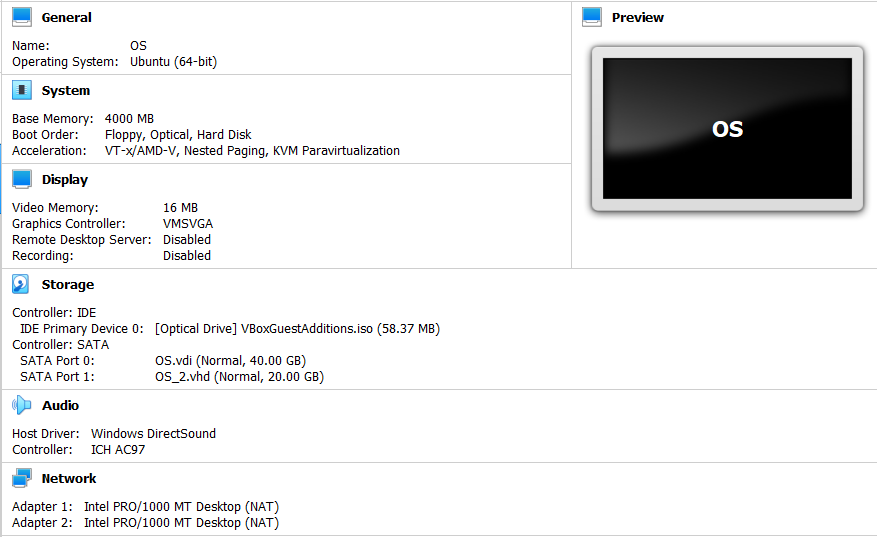 General
Name: OS
Operating System: Ubuntu (64-bit)
System
Base Memory: 4000 MB
Boot Order: Floppy, Optical, Hard Disk
Acceleration: VT-x/AMD-V, Nested Paging, KVM Paravirtualization
Display
Video Memory: 16 MB
Graphics Controller: VMSVGA
Remote Desktop Server: Disabled
Recording: Disabled
Preview
OS
Storage
Controller: IDE
IDE Primary Device 0: [Optical Drive] VBoxGuestAdditions.iso (58.37 MB)
Controller: SATA
SATA Port 0: OS.vdi (Normal, 40.00 GB)
SATA Port 1: OS_2.vhd (Normal, 20.00 GB)
Audio
Host Driver: Windows DirectSound
Controller: ICH AC97
Network
Adapter 1: Intel PRO/1000 MT Desktop (NAT)
Adapter 2: Intel PRO/1000 MT Desktop (NAT)